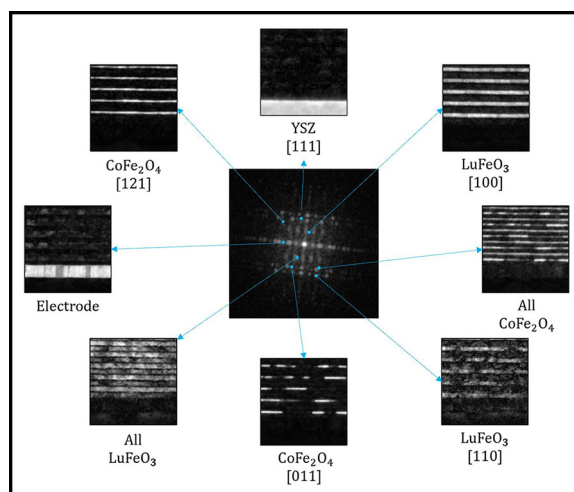 YSZ
[111]
CoFe₂O₄
[121]
LuFeO₃
[100]
Electrode
All
CoFe₂O₄
All
LuFeO₃
CoFe₂O₄
[011]
LuFeO₃
[110]